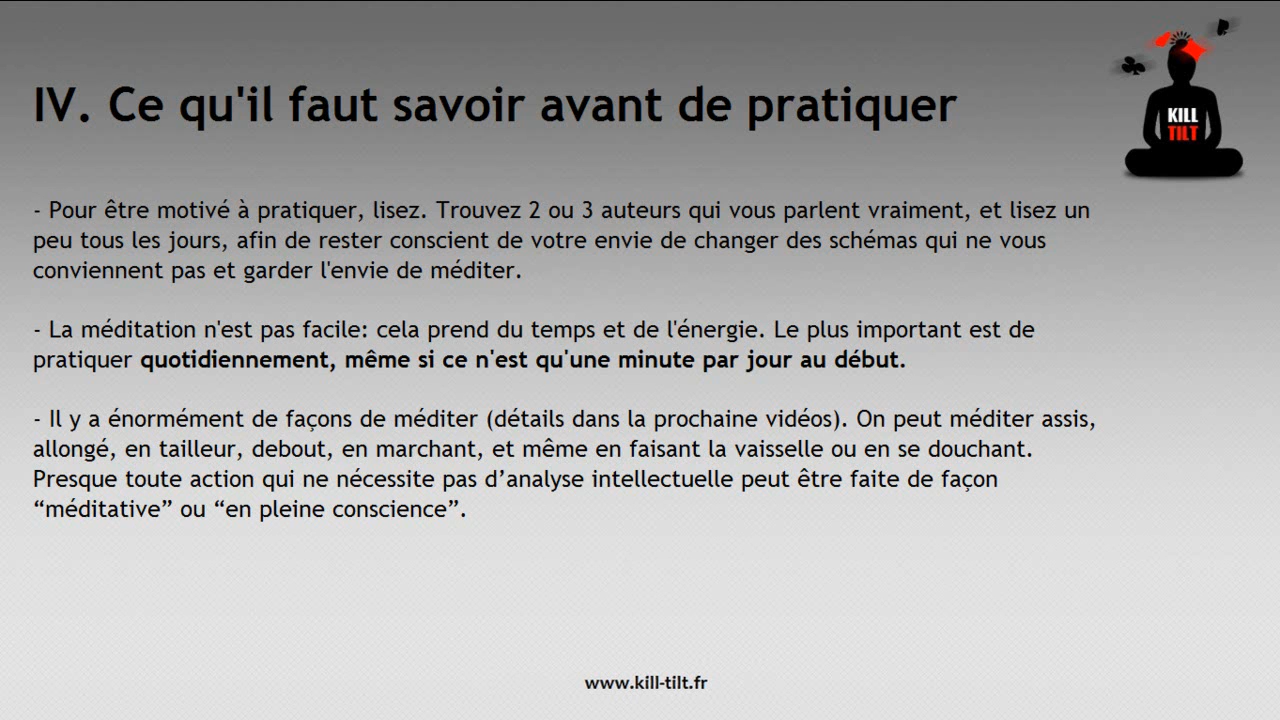 IV. Ce qu'il faut savoir avant de pratiquer
KILL
TILT
- Pour être motivé à pratiquer, lisez. Trouvez 2 ou 3 auteurs qui vous parlent vraiment, et lisez un
peu tous les jours, afin de rester conscient de votre envie de changer des schémas qui ne vous
conviennent pas et garder l'envie de méditer.
- La méditation n'est pas facile: cela prend du temps et de l'énergie. Le plus important est de
pratiquer quotidiennement, même si ce n'est qu'une minute par jour au début.
- Il y a énormément de façons de méditer (détails dans la prochaine vidéos). On peut méditer assis,
allongé, en tailleur, debout, en marchant, et même en faisant la vaisselle ou en se douchant.
Presque toute action qui ne nécessite pas d’analyse intellectuelle peut être faite de façon
“méditative” ou “en pleine conscience”.
www.kill-tilt.fr